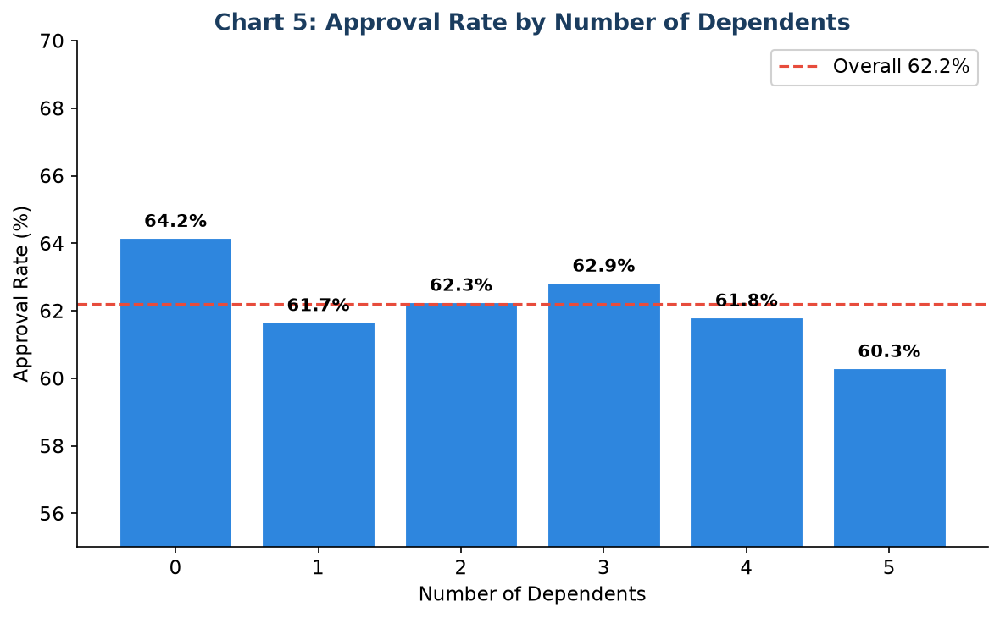 Chart 5: Approval Rate by Number of Dependents
Overall 62.2%
Approval Rate (%)
70
68
66
64
62
60
58
56
64.2%
61.7%
62.3%
62.9%
61.8%
60.3%
0 1 2 3 4 5
Number of Dependents